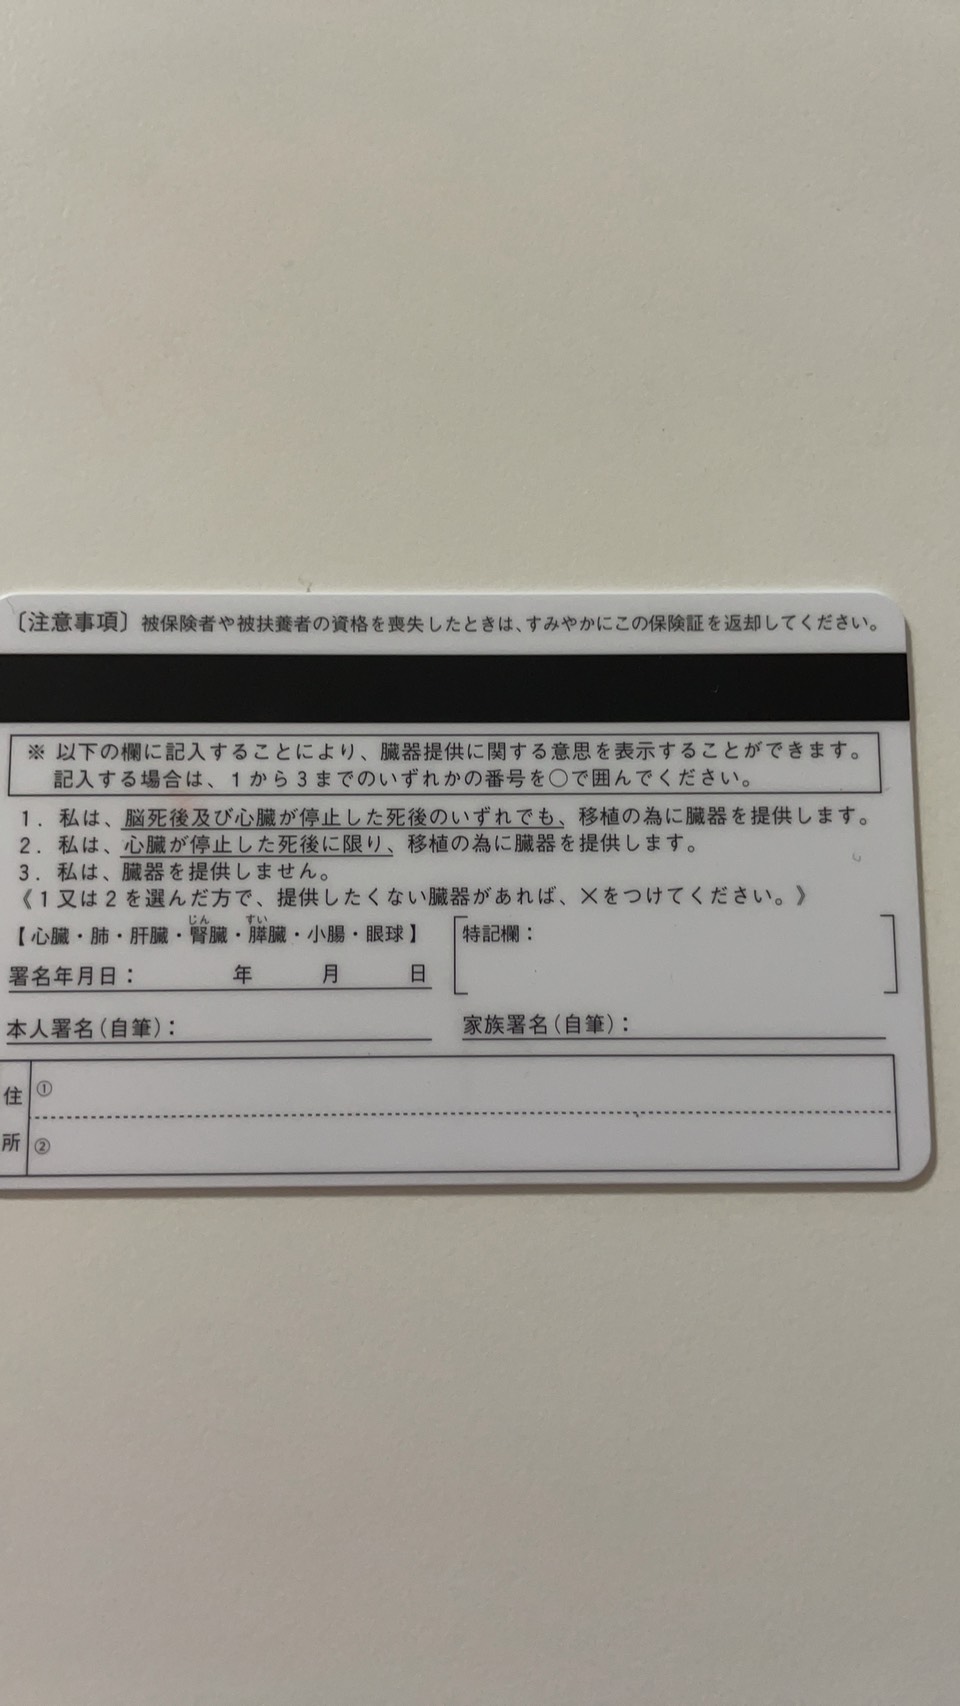 〔注意事項〕被保険者や被扶養者の資格を喪失したときは、すみやかにこの保険証を返却してください。
※ 以下の欄に記入することにより、臓器提供に関する意思を表示することができます。
記入する場合は、1から3までのいずれかの番号を〇で囲んでください。
1. 私は、脳死後及び心臓が停止した死後のいずれでも、移植の為に臓器を提供します。
2. 私は、心臓が停止した死後に限り、移植の為に臓器を提供します。
3. 私は、臓器を提供しません。
《1又は2を選んだ方で、提供したくない臓器があれば、×をつけてください。》
じん すい
【心臓・肺・肝臓・腎臓・膵臓・小腸・眼球】
特記欄：
署名年月日： 年 月 日
本人署名(自筆)： 家族署名(自筆)：
住所
①
②